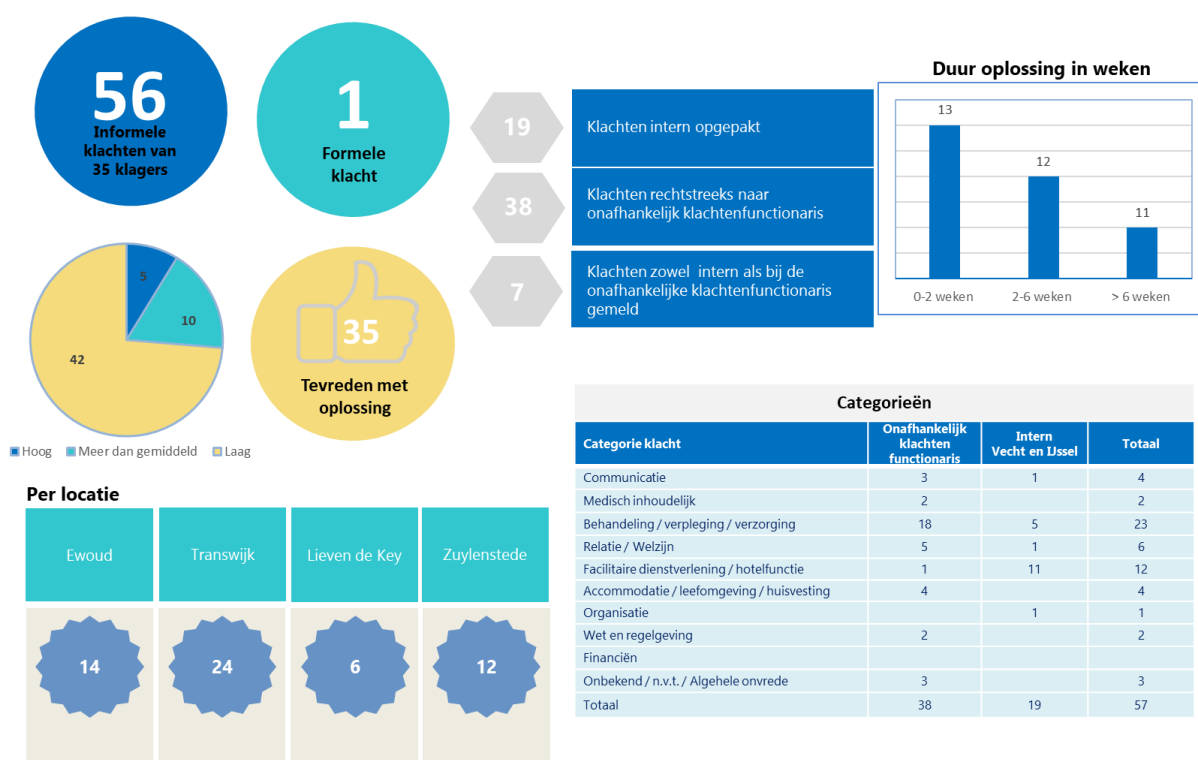 56
Informele
klachten van
35 klagers
1
Formele
klacht
19
Klachten intern opgepakt
38
Klachten rechtstreeks naar
onafhankelijk klachtenfunctionaris
7
Klachten zowel intern als bij de
onafhankelijke klachtenfunctionaris
gemeld
Duur oplossing in weken
13
12
11
0-2 weken 2-6 weken > 6 weken
5
10
42
Hoog Meer dan gemiddeld Laag
35
Tevreden met
oplossing
Per locatie
Ewoud Transwijk Lieven de Key Zuylenstede
14 24 6 12
Categorieën
Categorie klacht Onafhankelijk klachten functionaris Intern Vecht en IJssel Totaal
Communicatie 3 1 4
Medisch inhoudelijk 2 2
Behandeling / verpleging / verzorging 18 5 23
Relatie / Welzijn 5 1 6
Facilitaire dienstverlening / hotelfunctie 1 11 12
Accommodatie / leefomgeving / huisvesting 4 4
Organisatie 1 1
Wet en regelgeving 2 2
Financiën
Onbekend / n.v.t. / Algehele onvrede 3 3
Totaal 38 19 57